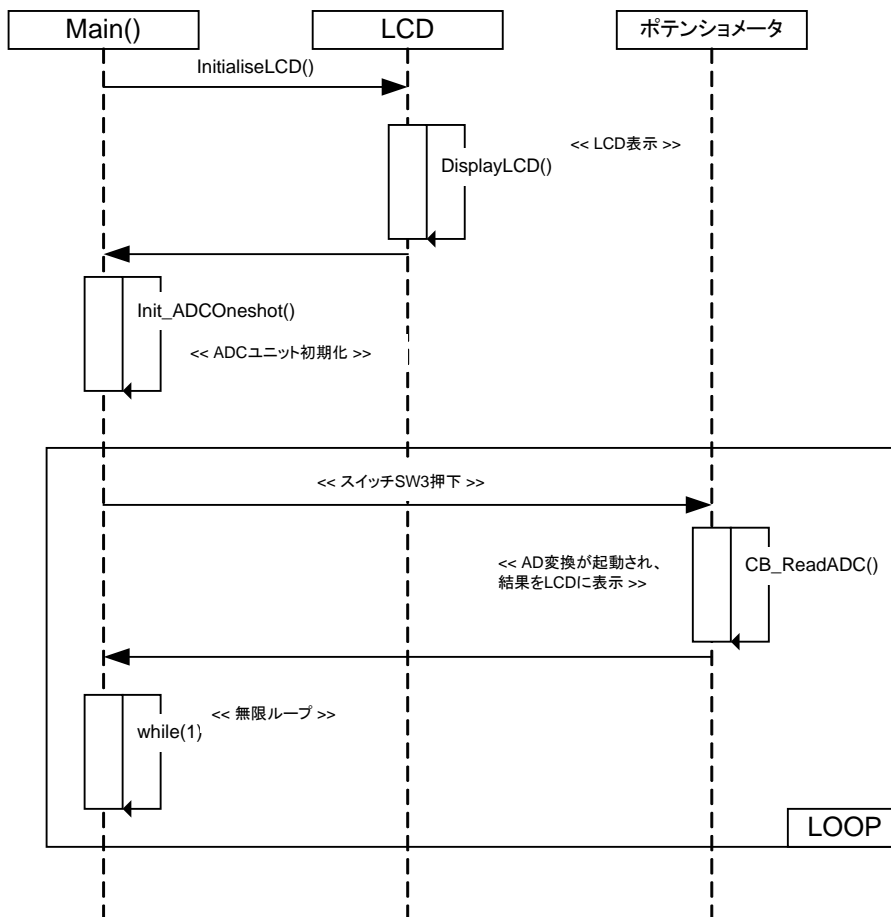 Main()
LCD
ポテンショメータ
InitialiseLCD()
<< LCD表示 >>
DisplayLCD()
Init_ADCOneshot()
<< ADCユニット初期化 >>
<< スイッチSW3押下 >>
<< AD変換が起動され、
結果をLCDに表示 >>
CB_ReadADC()
<< 無限ループ >>
while(1)
LOOP